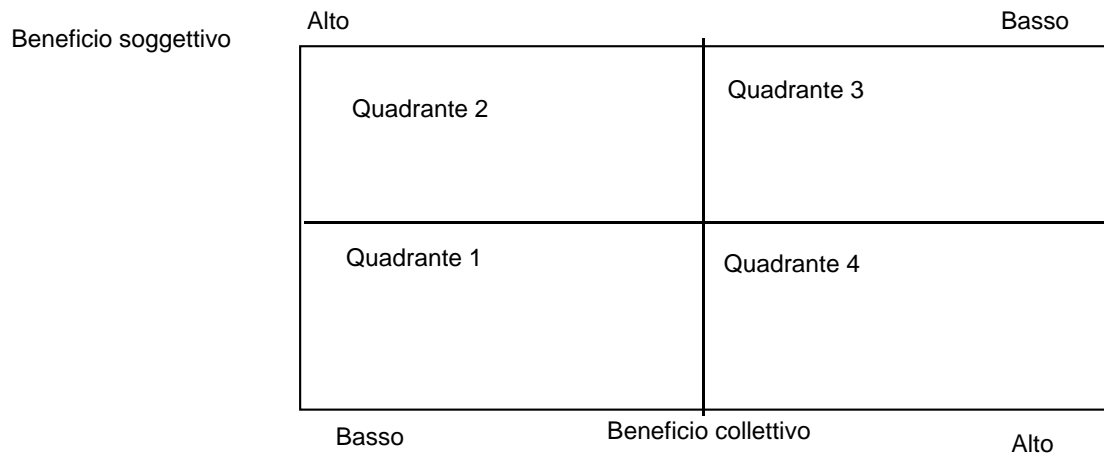 Alto
Basso
Beneficio soggettivo
Quadrante 2
Quadrante 3
Quadrante 1
Quadrante 4
Basso
Beneficio collettivo
Alto